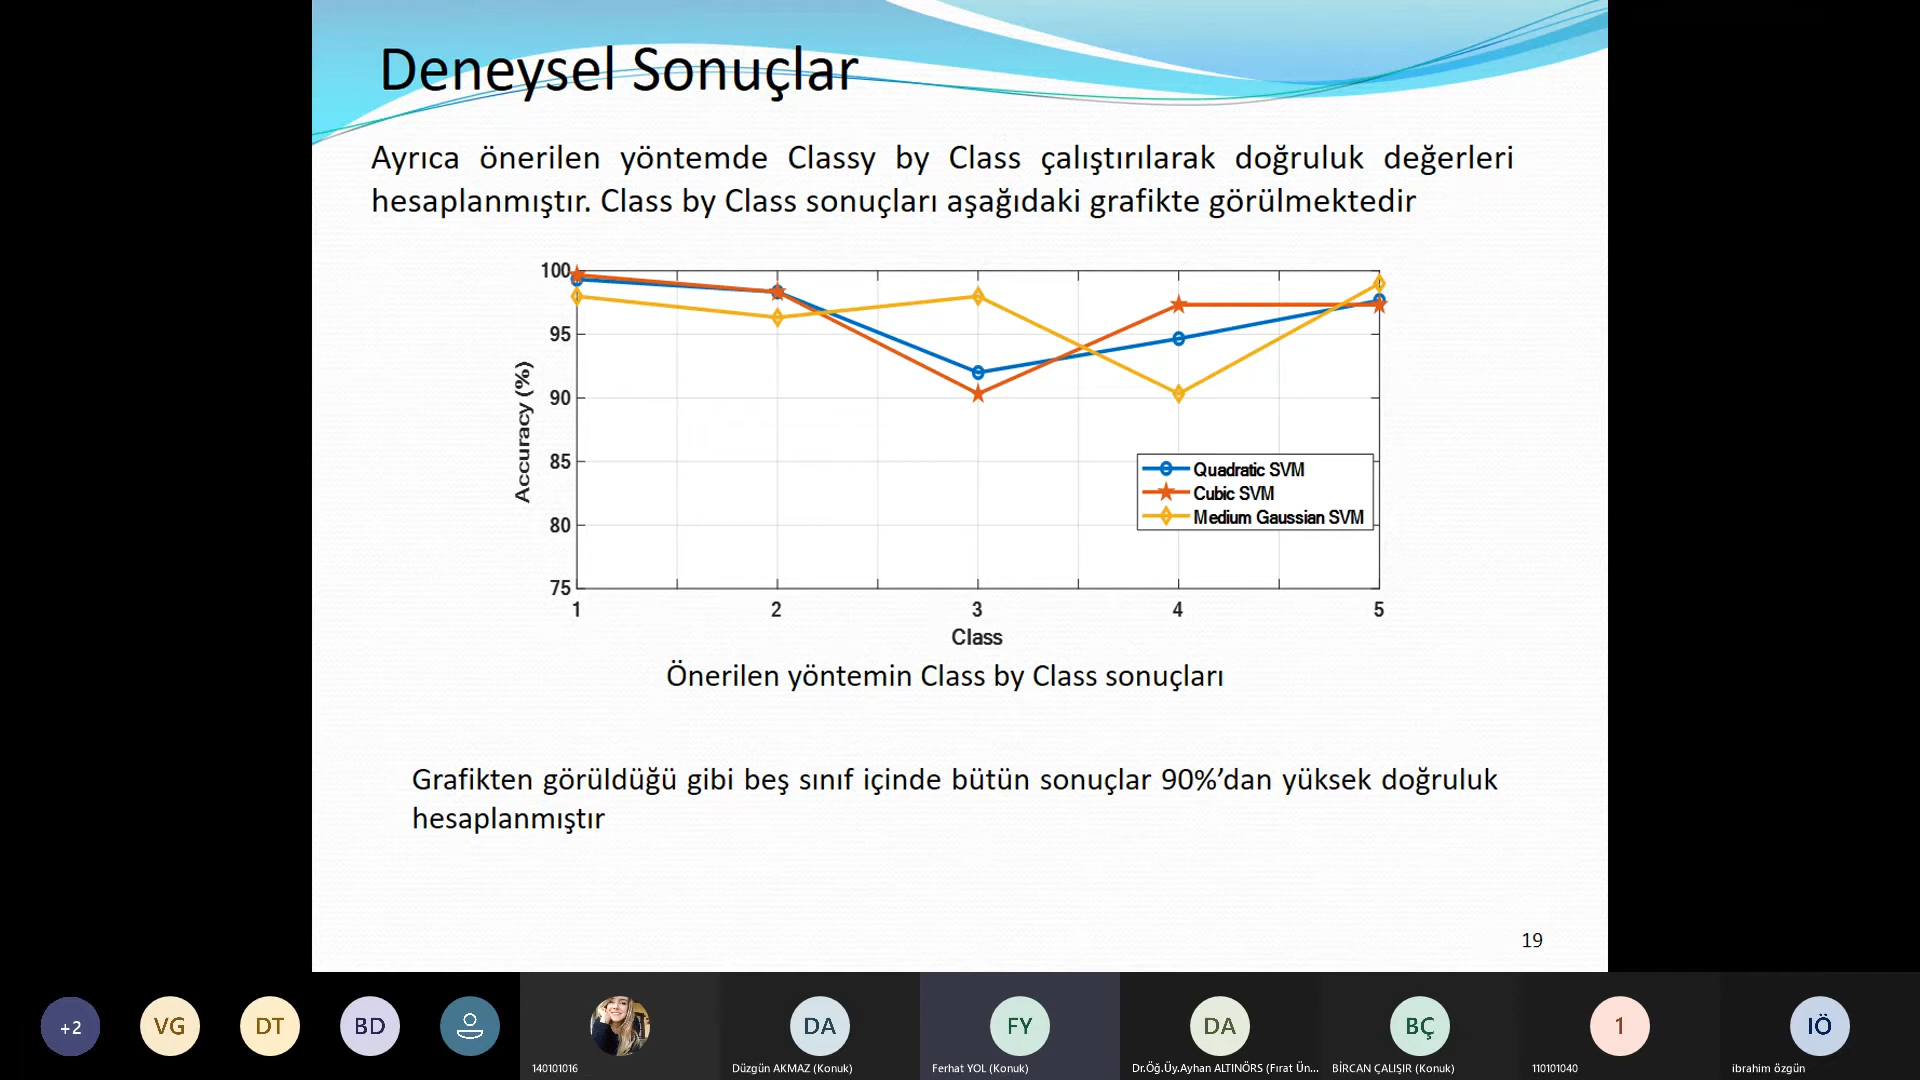 Deneysel Sonuçlar
Ayrıca önerilen yöntemde Classy by Class çalıştırılarak doğruluk değerleri
hesaplanmıştır. Class by Class sonuçları aşağıdaki grafikte görülmektedir
100
95
90
85
80
75
Accuracy (%)
1 2 3 4 5
Class
Quadratic SVM
Cubic SVM
Medium Gaussian SVM
Önerilen yöntemin Class by Class sonuçları
Grafikten görüldüğü gibi beş sınıf içinde bütün sonuçlar 90%’dan yüksek doğruluk
hesaplanmıştır
19
+2 VG DT BD DA FY DA BÇ 1 IÖ
140101016 Düzgün AKMAZ (Konuk) Ferhat YOL (Konuk) Dr.Öğ.Üy.Ayhan ALTINÖRS (Fırat Ün... BİRCAN ÇALIŞIR (Konuk) 110101040 ibrahim özgün